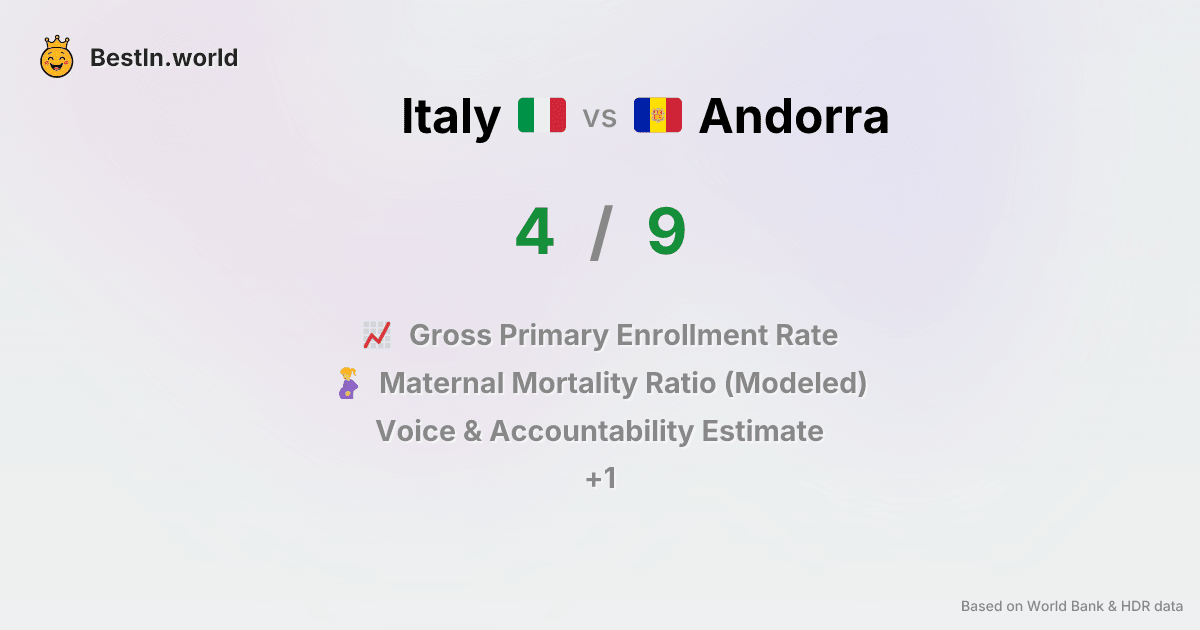 BestIn.world
Italy vs Andorra
4 / 9
Gross Primary Enrollment Rate
Maternal Mortality Ratio (Modeled)
Voice & Accountability Estimate
+1
Based on World Bank & HDR data